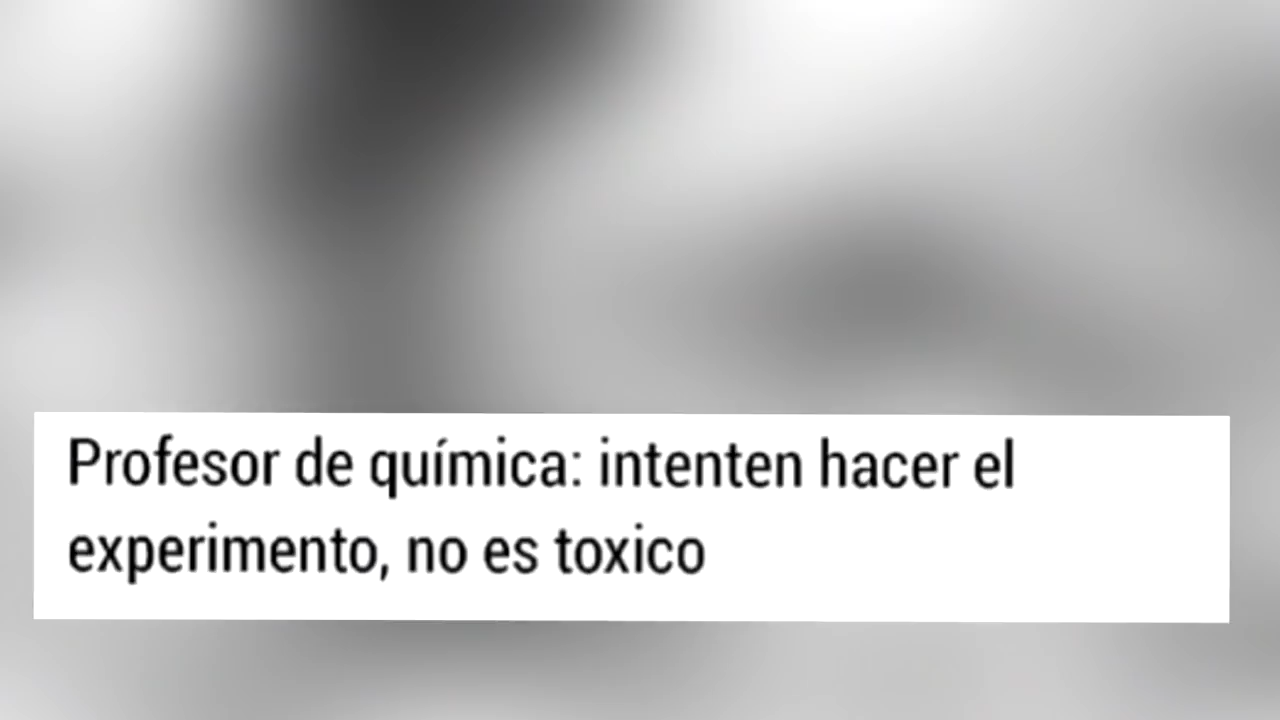 Profesor de química: intenten hacer el
experimento, no es toxico